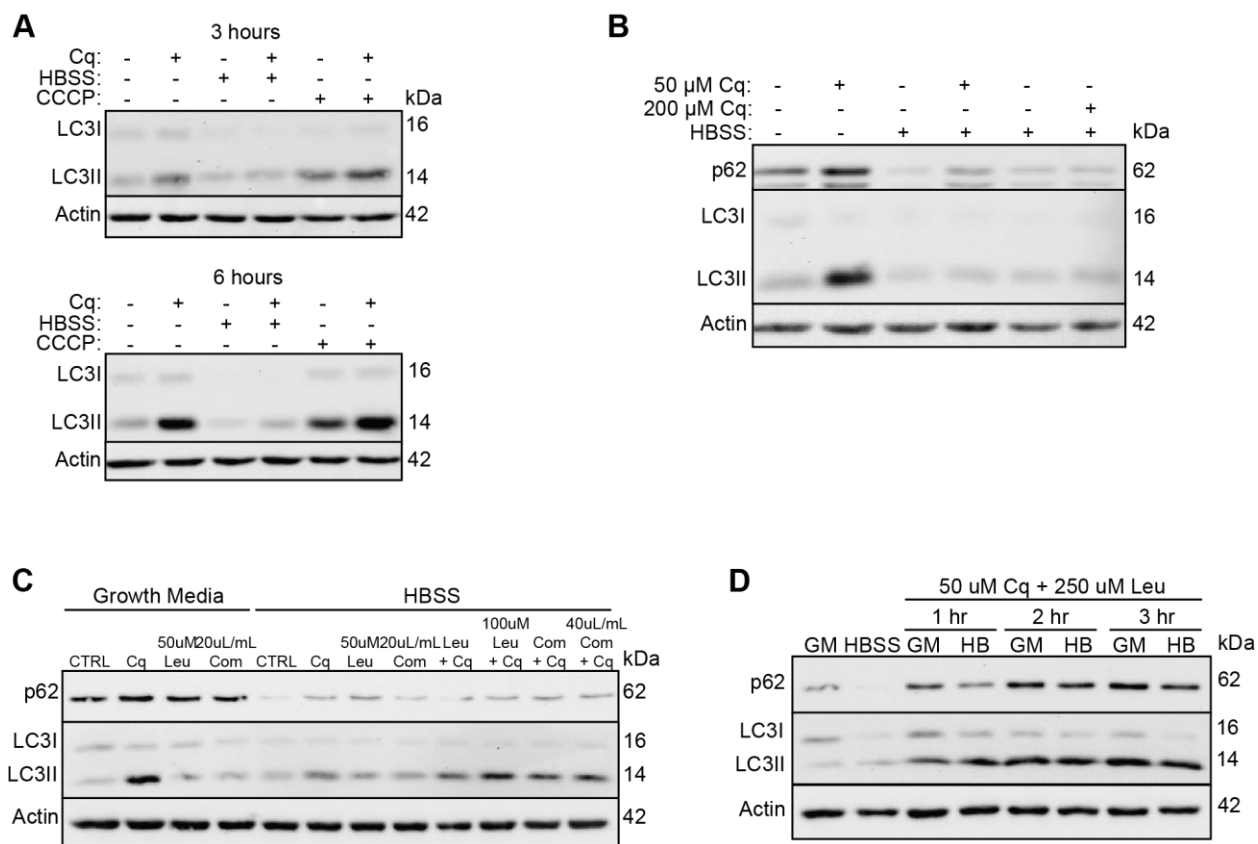 A
3 hours
Cq: - + - + - +
HBSS: - - + + - -
CCCP: - - - - + + kDa
LC3I 16
LC3II 14
Actin 42
6 hours
Cq: - + - + - +
HBSS: - - + + - -
CCCP: - - - - + +
LC3I 16
LC3II 14
Actin 42
B
50 µM Cq: - + - + - -
200 µM Cq: - - - - - +
HBSS: - - + + + + kDa
p62 62
LC3I 16
LC3II 14
Actin 42
C
Growth Media HBSS
100uM 40uL/mL
50uM 20uL/mL 50uM 20uL/mL Leu Leu Com Com
CTRL Cq Leu Com CTRL Cq Leu Com + Cq + Cq + Cq + Cq kDa
p62 62
LC3I 16
LC3II 14
Actin 42
D
50 uM Cq + 250 uM Leu
1 hr 2 hr 3 hr
GM HBSS GM HB GM HB GM HB kDa
p62 62
LC3I 16
LC3II 14
Actin 42